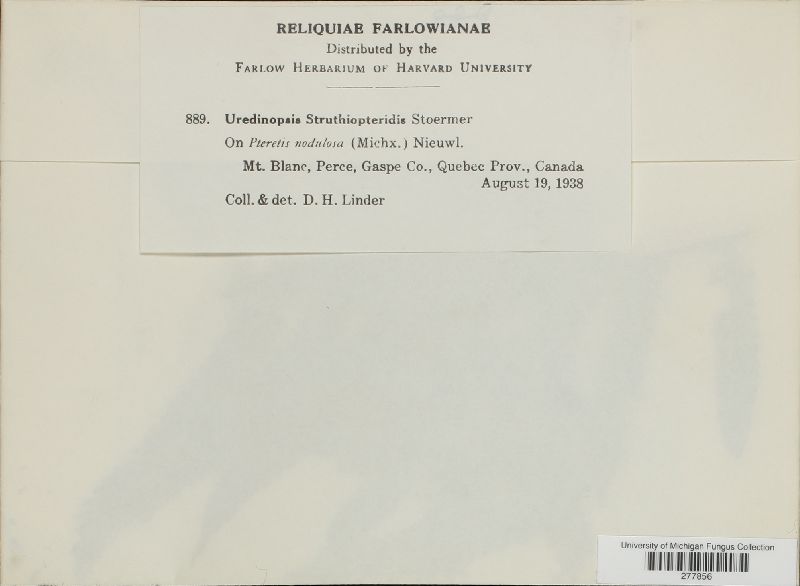 RELIQUIAE FARLOWIANAE
Distributed by the
FARLOW HERBARIUM OF HARVARD UNIVERSITY
889. Uredinopsis Struthiopteridis Stoermer
On Pteretis nodulosa (Michx.) Nieuwl.
Mt. Blanc, Perce, Gaspe Co., Quebec Prov., Canada
August 19, 1938
Coll. & det. D. H. Linder
University of Michigan Fungus Collection
277856